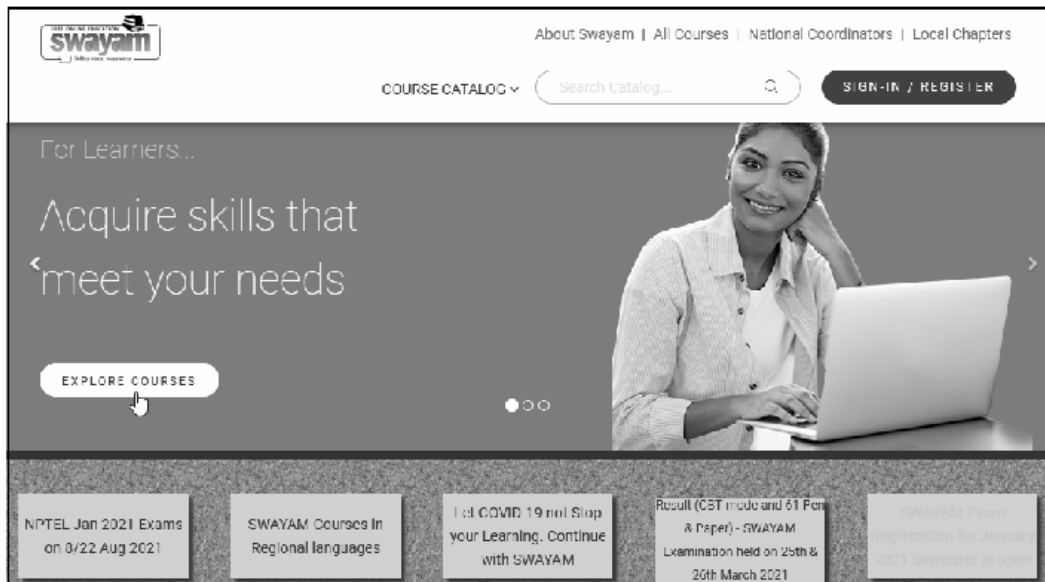 FREE ONLINE EDUCATION
swayam
About Swayam | All Courses | National Coordinators | Local Chapters
COURSE CATALOG
Search Catalog...
SIGN-IN / REGISTER
For Learners...
Acquire skills that
meet your needs
EXPLORE COURSES
NPTEL Jan 2021 Exams
on 8/22 Aug 2021
SWAYAM Courses in
Regional languages
Let COVID 19 not Stop
your Learning. Continue
with SWAYAM
Result (CBT mode and 61 Pen
& Paper) - SWAYAM
Examination held on 25th &
26th March 2021
SWAYAM Exam
Registration for January
2021 Semester is open